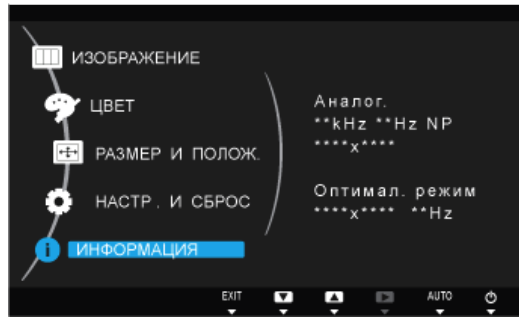 ИЗОБРАЖЕНИЕ
ЦВЕТ
РАЗМЕР И ПОЛОЖ.
НАСТР. И СБРОС
ИНФОРМАЦИЯ
Аналог.
**kHz **Hz NP
****x****
Оптимал. режим
****x**** **Hz
EXIT
AUTO